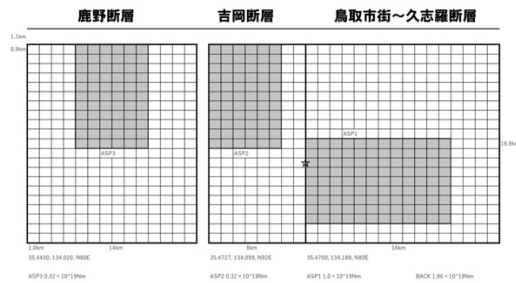 鹿野断層 吉岡断層 鳥取市街〜久志羅断層
1.1km
0.9km
ASP1
ASP3 ASP2
18.9km
1.0km 14km 8km 16km
35.4430, 134.020, N80E 35.4727, 134.099, N92E 35.4700, 134.188, N80E
ASP3 0.32 × 10^19Nm ASP2 0.32 × 10^19Nm ASP1 1.0 × 10^19Nm BACK 1.96 × 10^19Nm